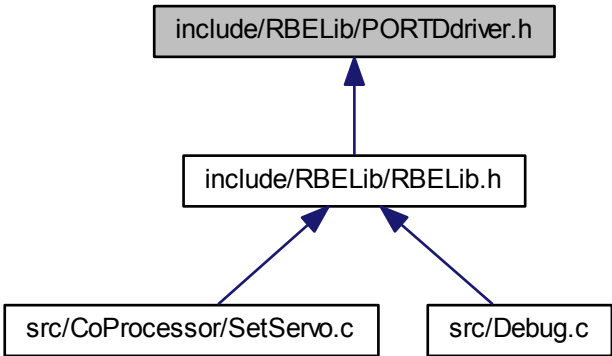 include/RBELib/PORTDdriver.h
include/RBELib/RBELib.h
src/CoProcessor/SetServo.c
src/Debug.c